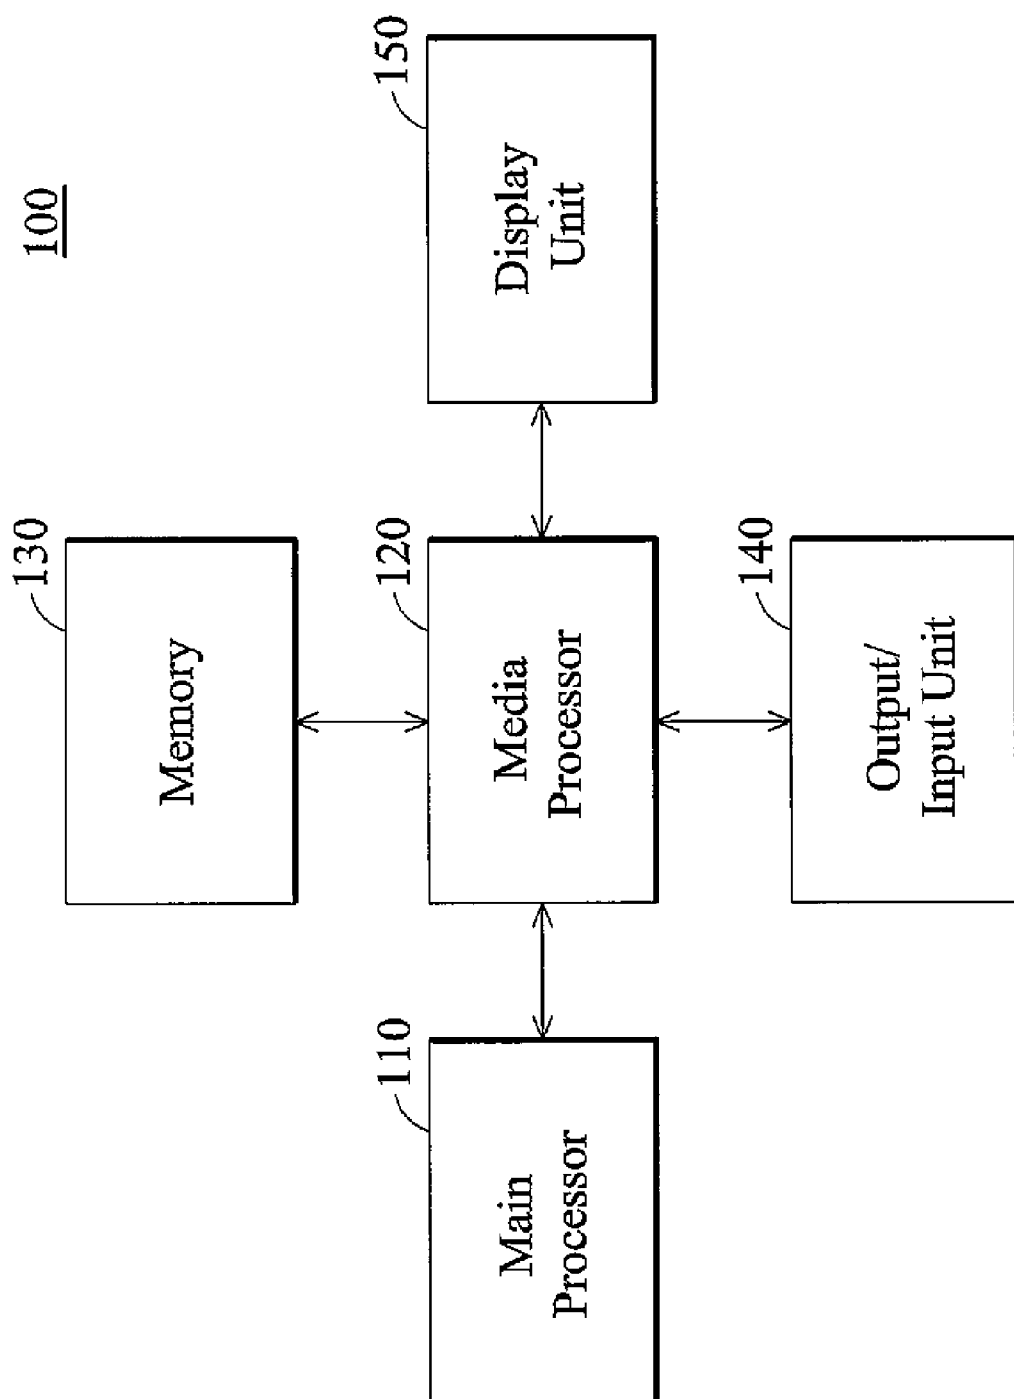 100
130
Memory
110
Main
Processor
120
Media
Processor
150
Display
Unit
140
Output/
Input Unit